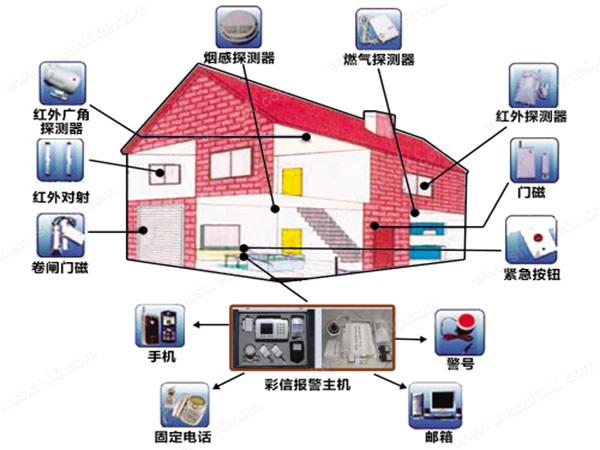 烟感探测器
燃气探测器
红外广角
探测器
红外探测器
红外对射
门磁
卷闸门磁
紧急按钮
手机
彩信报警主机
警号
固定电话
邮箱